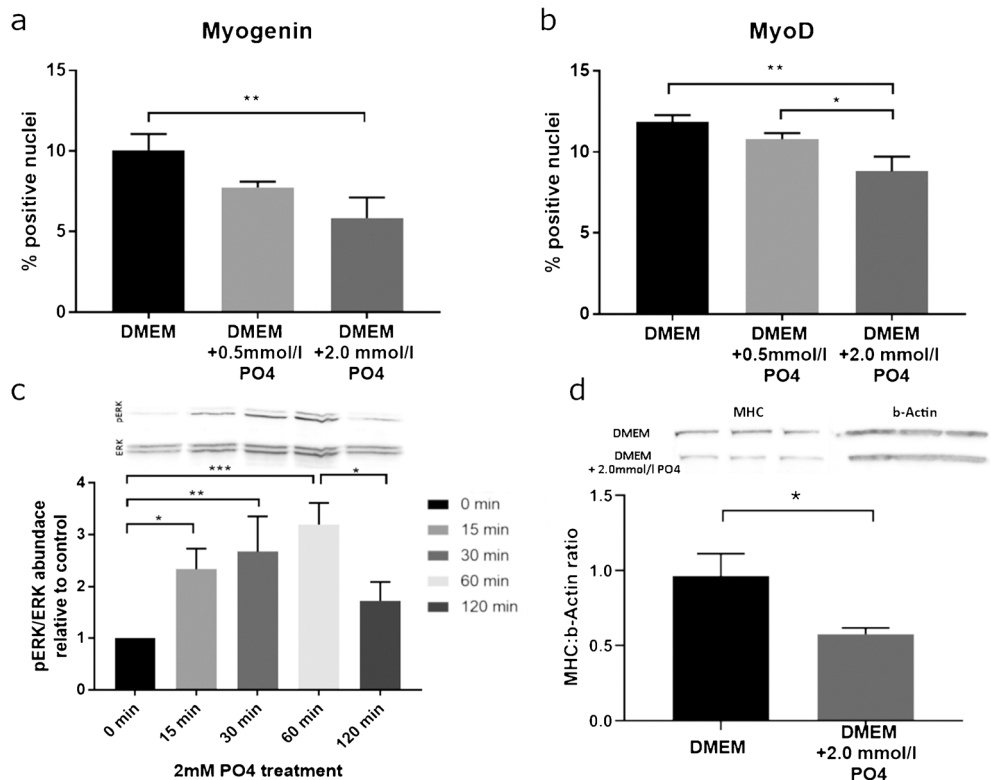 a
Myogenin
15
10
5
0
% positive nuclei
**
DMEM
DMEM
+0.5mmol/l
PO4
DMEM
+2.0 mmol/l
PO4
b
MyoD
15
10
5
0
% positive nuclei
**
*
DMEM
DMEM
+0.5mmol/l
PO4
DMEM
+2.0 mmol/l
PO4
c
pERK
ERK
4
3
2
1
0
pERK/ERK abundace
relative to control
***
*
**
*
0 min
15 min
30 min
60 min
120 min
0 min
15 min
30 min
60 min
120 min
2mM PO4 treatment
d
MHC
b-Actin
DMEM
DMEM
+ 2.0mmol/l PO4
1.5
1.0
0.5
0.0
MHC:b-Actin ratio
*
DMEM
DMEM
+2.0 mmol/l
PO4